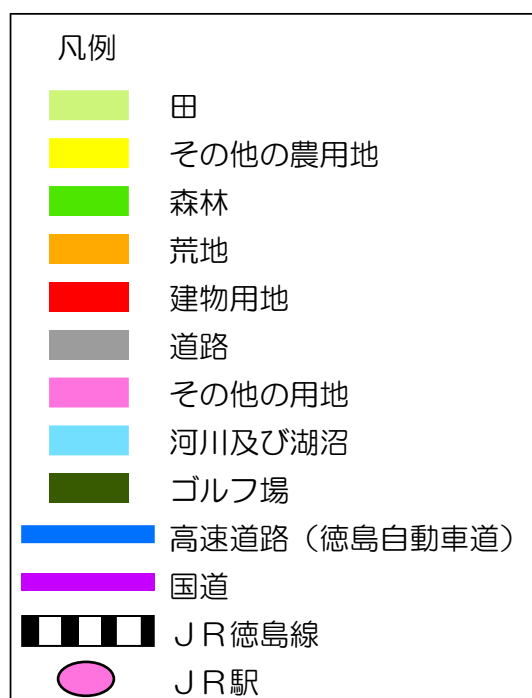 凡例
田
その他の農用地
森林
荒地
建物用地
道路
その他の用地
河川及び湖沼
ゴルフ場
高速道路（徳島自動車道）
国道
ＪＲ徳島線
ＪＲ駅